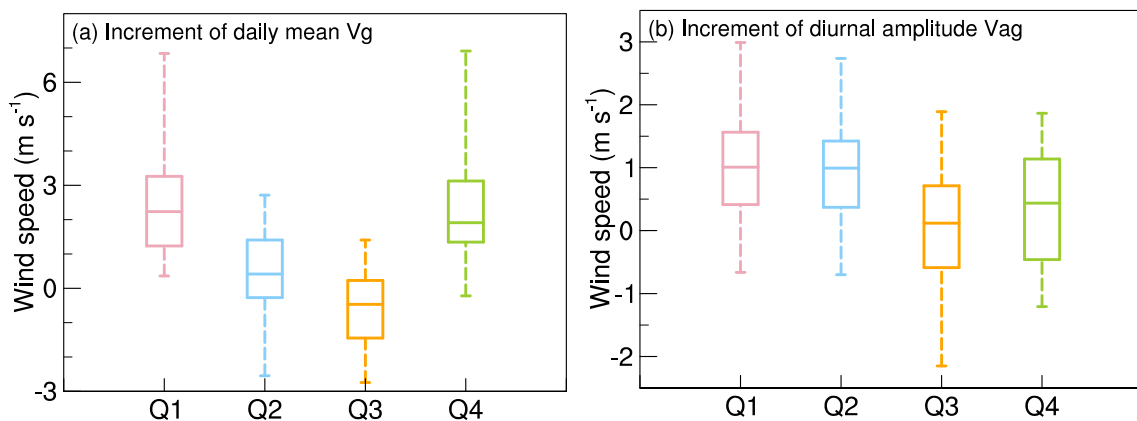 (a) Increment of daily mean Vg
Wind speed (m s⁻¹)
6
3
0
-3
Q1 Q2 Q3 Q4
(b) Increment of diurnal amplitude Vag
Wind speed (m s⁻¹)
3
2
1
0
-1
-2
Q1 Q2 Q3 Q4